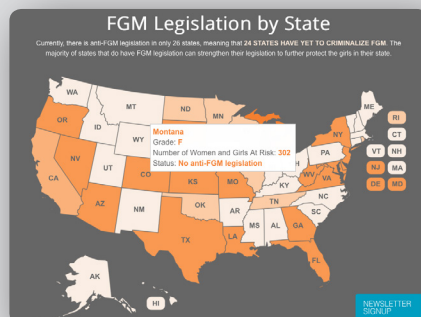 FGM Legislation by State
Currently, there is anti-FGM legislation in only 26 states, meaning that 24 STATES HAVE YET TO CRIMINALIZE FGM. The
majority of states that do have FGM legislation can strengthen their legislation to further protect the girls in their state.
WA
MT
ND
MN
ME
OR
ID
WY
Montana
Grade: F
Number of Women and Girls At Risk: 302
Status: No anti-FGM legislation
NY
RI
CT
VT
NH
NJ
MA
DE
MD
PA
NV
UT
CO
KS
MO
WV
VA
KY
CA
AZ
NM
OK
AR
TN
NC
SC
MS
AL
GA
TX
LA
FL
AK
HI
NEWSLETTER
SIGNUP